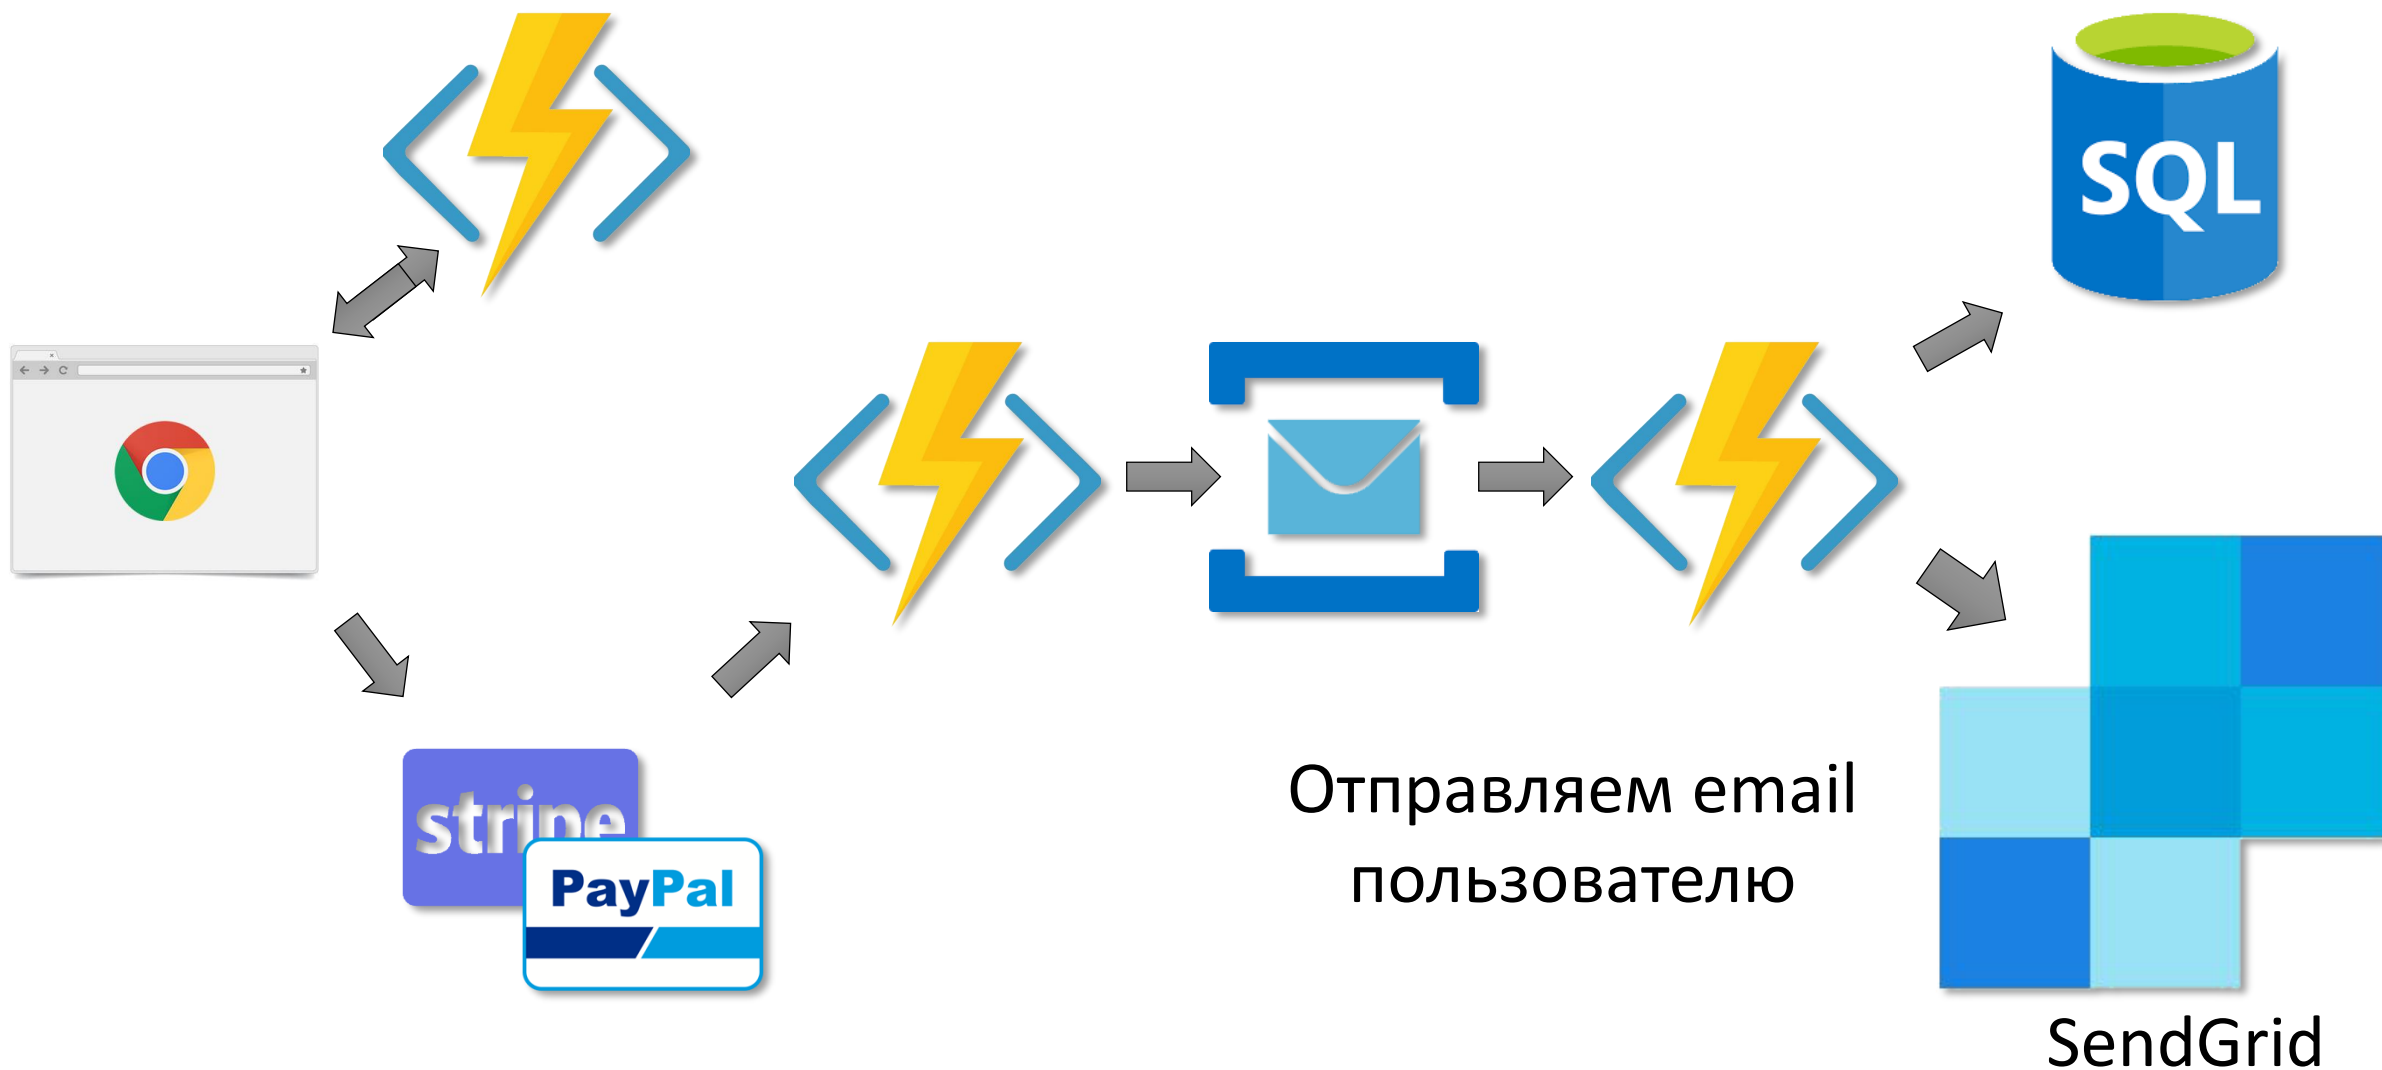 SQL
stripe
PayPal
Отправляем email
пользователю
SendGrid